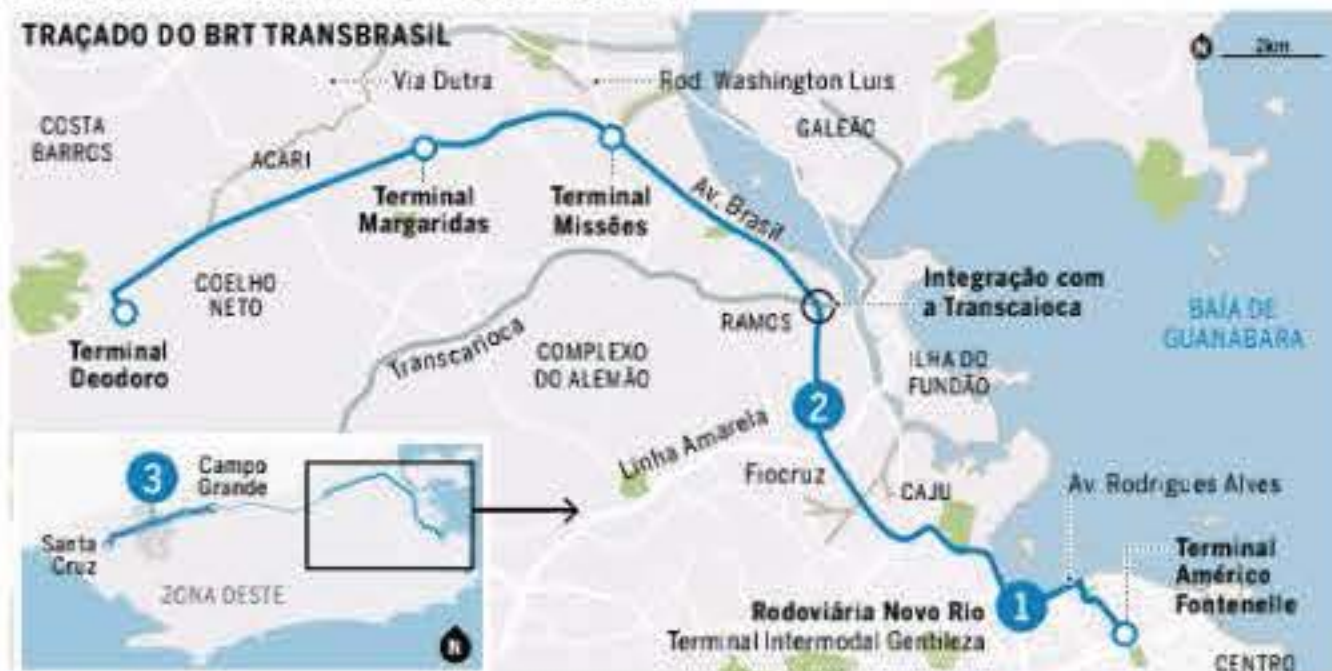 TRAÇADO DO BRT TRANSBRASIL
N
2km
Via Dutra
Rod. Washington Luis
COSTA
BARROS
ACARI
GALEÃO
Terminal
Margaridas
Terminal
Missões
Av. Brasil
COELHO
NETO
Integração com
a Transcaioca
RAMOS
BAÍA DE
GUANABARA
Terminal
Deodoro
Transcarioca
COMPLEXO
DO ALEMÃO
ILHA DO
FUNDÃO
2
Linha Amarela
Fiocruz
CAJU
Av. Rodrigues Alves
3
Campo
Grande
Santa
Cruz
ZONA OESTE
N
Terminal
Américo
Fontenelle
1
Rodoviária Novo Rio
Terminal Intermodal Gentileza
CENTRO